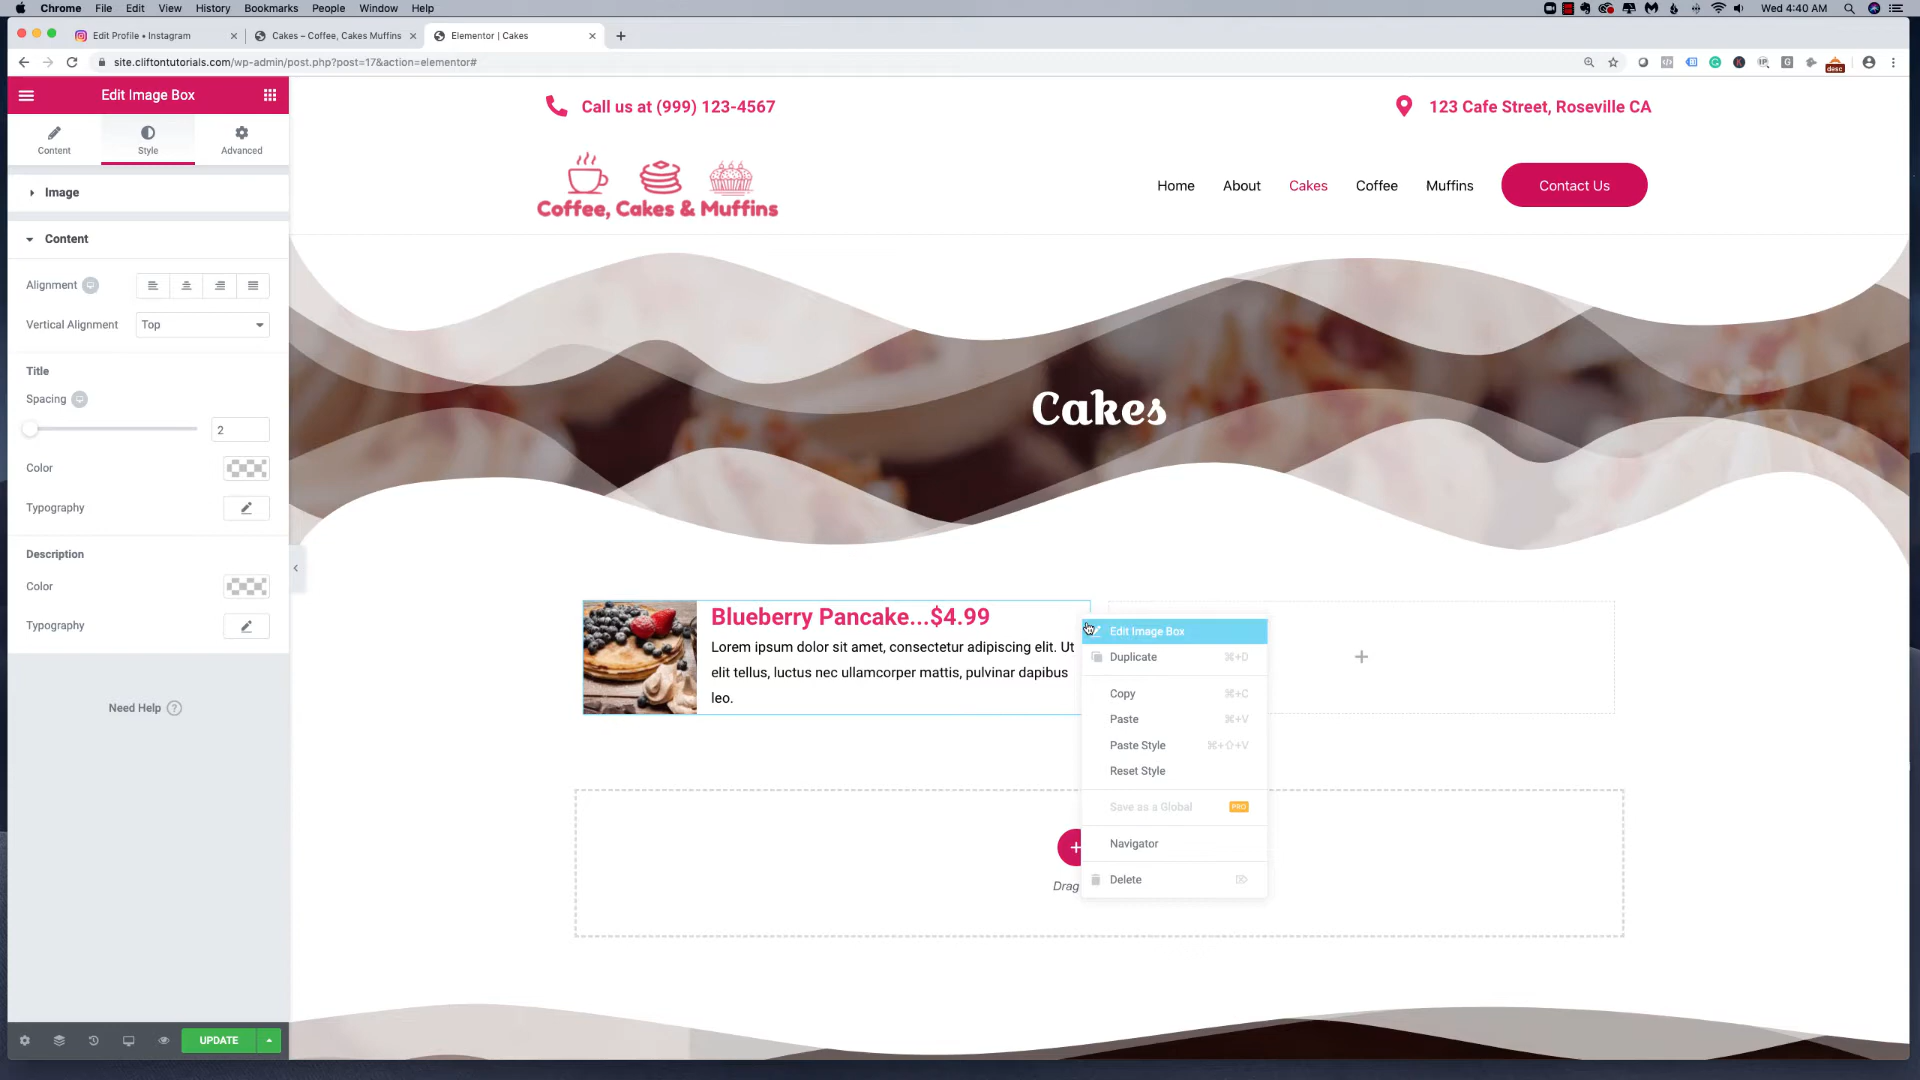 Chrome File Edit View History Bookmarks People Window Help
Wed 4:40 AM
Edit Profile • Instagram
Cakes – Coffee, Cakes Muffins
Elementor | Cakes
site.cliftontutorials.com/wp-admin/post.php?post=17&action=elementor#
desc
Edit Image Box
Content
Style
Advanced
Image
Content
Alignment
Vertical Alignment
Top
Title
Spacing
2
Color
Typography
Description
Color
Typography
Need Help
UPDATE
Call us at (999) 123-4567
123 Cafe Street, Roseville CA
Coffee, Cakes & Muffins
Home
About
Cakes
Coffee
Muffins
Contact Us
Cakes
Blueberry Pancake...$4.99
Lorem ipsum dolor sit amet, consectetur adipiscing elit. Ut
elit tellus, luctus nec ullamcorper mattis, pulvinar dapibus
leo.
Edit Image Box
Duplicate ⌘+D
Copy ⌘+C
Paste ⌘+V
Paste Style ⌘+⇧+V
Reset Style
Save as a Global PRO
Navigator
Delete ⌦
Drag